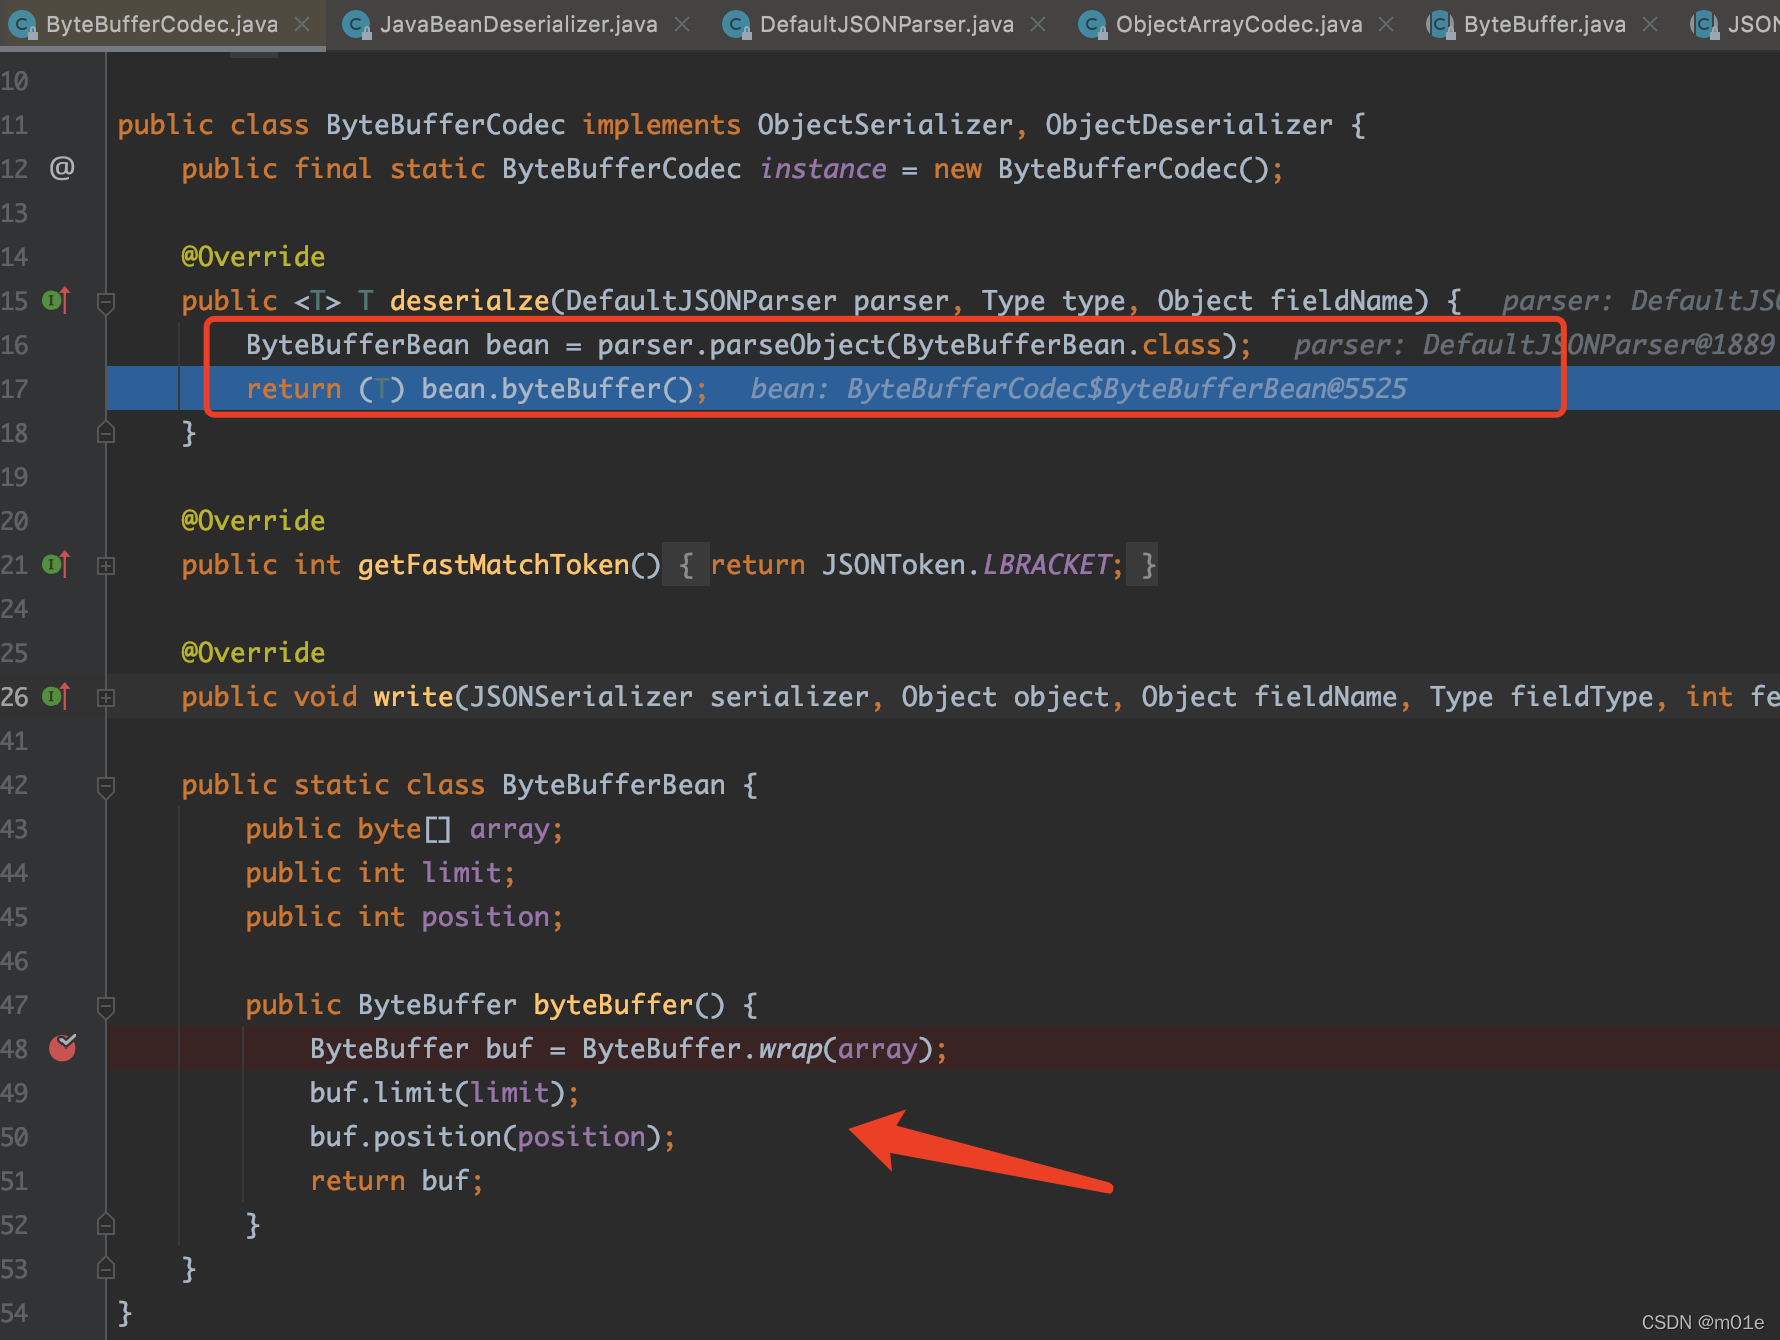 ByteBufferCodec.java JavaBeanDeserializer.java DefaultJSONParser.java ObjectArrayCodec.java ByteBuffer.java JSON
10
11 public class ByteBufferCodec implements ObjectSerializer, ObjectDeserializer {
12 @ public final static ByteBufferCodec instance = new ByteBufferCodec();
13
14 @Override
15 public <T> T deserialze(DefaultJSONParser parser, Type type, Object fieldName) { parser: DefaultJSO
16 ByteBufferBean bean = parser.parseObject(ByteBufferBean.class); parser: DefaultJSONParser@1889
17 return (T) bean.byteBuffer(); bean: ByteBufferCodec$ByteBufferBean@5525
18 }
19
20 @Override
21 public int getFastMatchToken() { return JSONToken.LBRACKET; }
24
25 @Override
26 public void write(JSONSerializer serializer, Object object, Object fieldName, Type fieldType, int fe
41
42 public static class ByteBufferBean {
43 public byte[] array;
44 public int limit;
45 public int position;
46
47 public ByteBuffer byteBuffer() {
48 ByteBuffer buf = ByteBuffer.wrap(array);
49 buf.limit(limit);
50 buf.position(position);
51 return buf;
52 }
53 }
54 }
CSDN @m01e